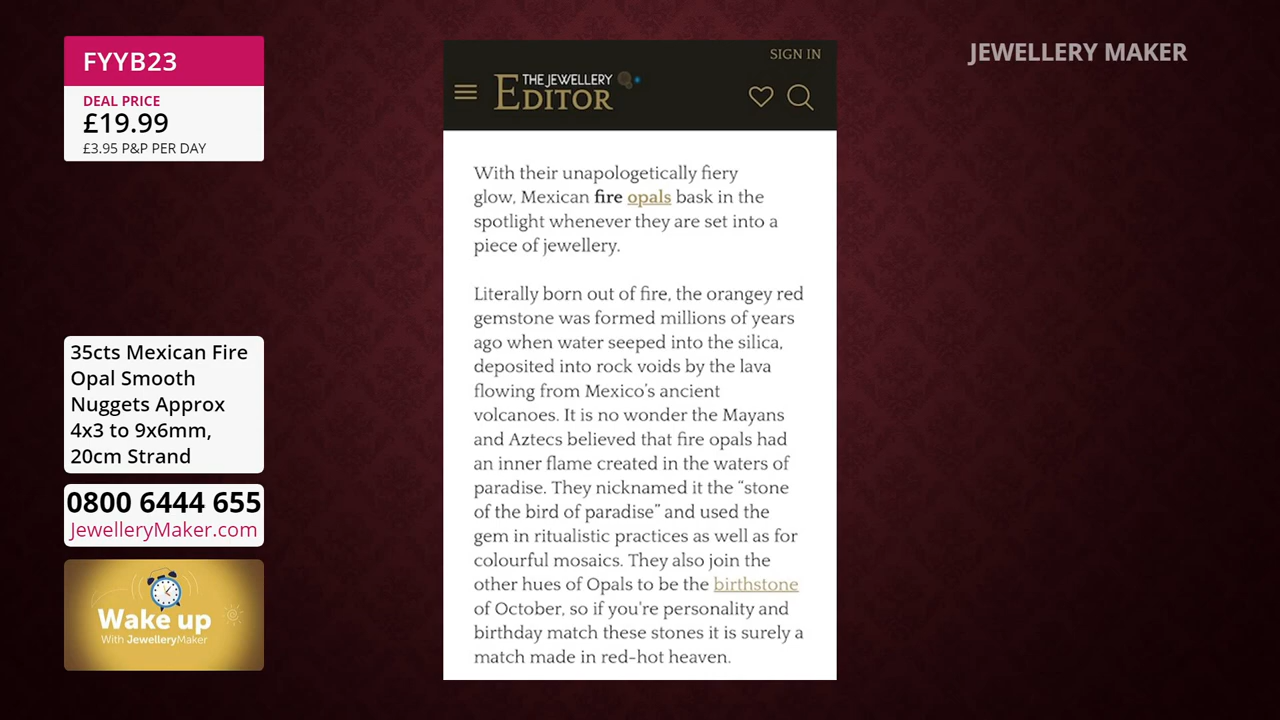 FYYB23
DEAL PRICE
£19.99
£3.95 P&P PER DAY
35cts Mexican Fire
Opal Smooth
Nuggets Approx
4x3 to 9x6mm,
20cm Strand
0800 6444 655
JewelleryMaker.com
Wake up
With JewelleryMaker
SIGN IN
THE JEWELLERY
EDITOR
With their unapologetically fiery
glow, Mexican fire opals bask in the
spotlight whenever they are set into a
piece of jewellery.
Literally born out of fire, the orangey red
gemstone was formed millions of years
ago when water seeped into the silica,
deposited into rock voids by the lava
flowing from Mexico’s ancient
volcanoes. It is no wonder the Mayans
and Aztecs believed that fire opals had
an inner flame created in the waters of
paradise. They nicknamed it the “stone
of the bird of paradise” and used the
gem in ritualistic practices as well as for
colourful mosaics. They also join the
other hues of Opals to be the birthstone
of October, so if you're personality and
birthday match these stones it is surely a
match made in red-hot heaven.
JEWELLERY MAKER